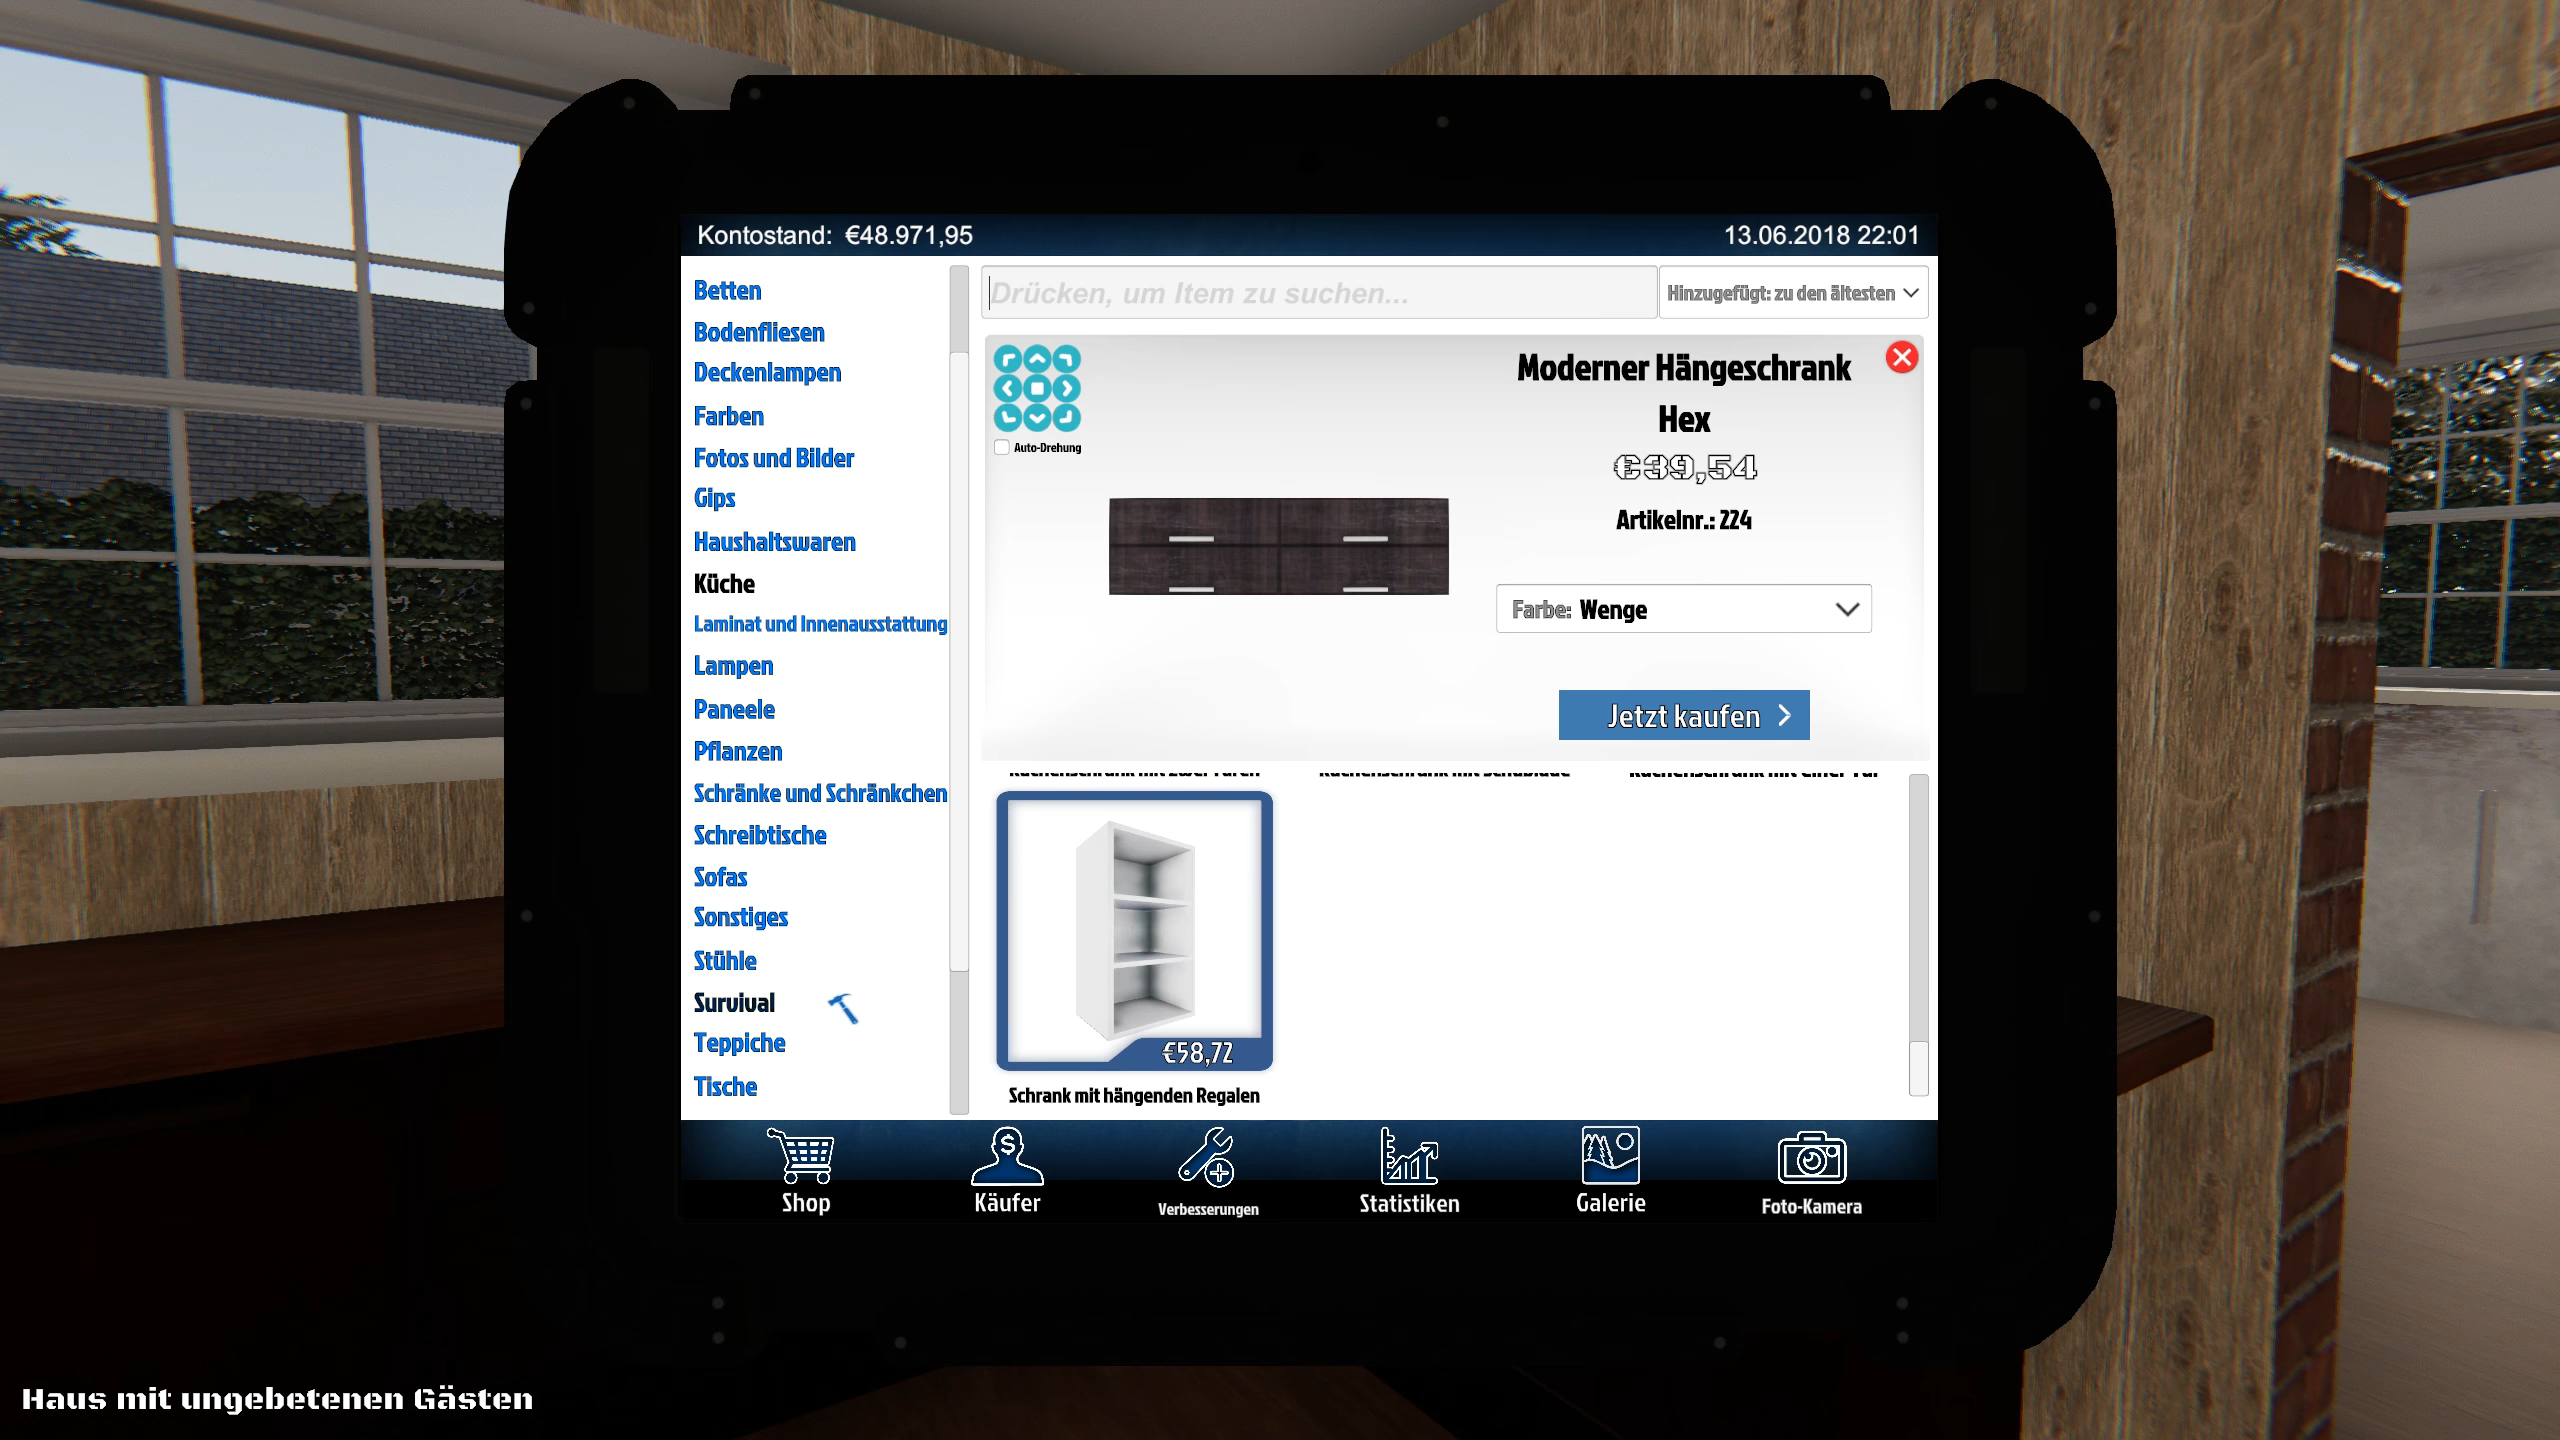 Kontostand: €48.971,95
13.06.2018 22:01
Betten
Bodenfliesen
Deckenlampen
Farben
Fotos und Bilder
Gips
Haushaltswaren
Küche
Laminat und Innenausstattung
Lampen
Paneele
Pflanzen
Schränke und Schränkchen
Schreibtische
Sofas
Sonstiges
Stühle
Survival
Teppiche
Tische
Drücken, um Item zu suchen...
Hinzugefügt: zu den ältesten
Auto-Drehung
Moderner Hängeschrank
Hex
€39,54
Artikelnr.: 224
Farbe: Wenge
Jetzt kaufen
€58,72
Schrank mit hängenden Regalen
Shop
Käufer
Verbesserungen
Statistiken
Galerie
Foto-Kamera
Haus mit ungebetenen Gästen